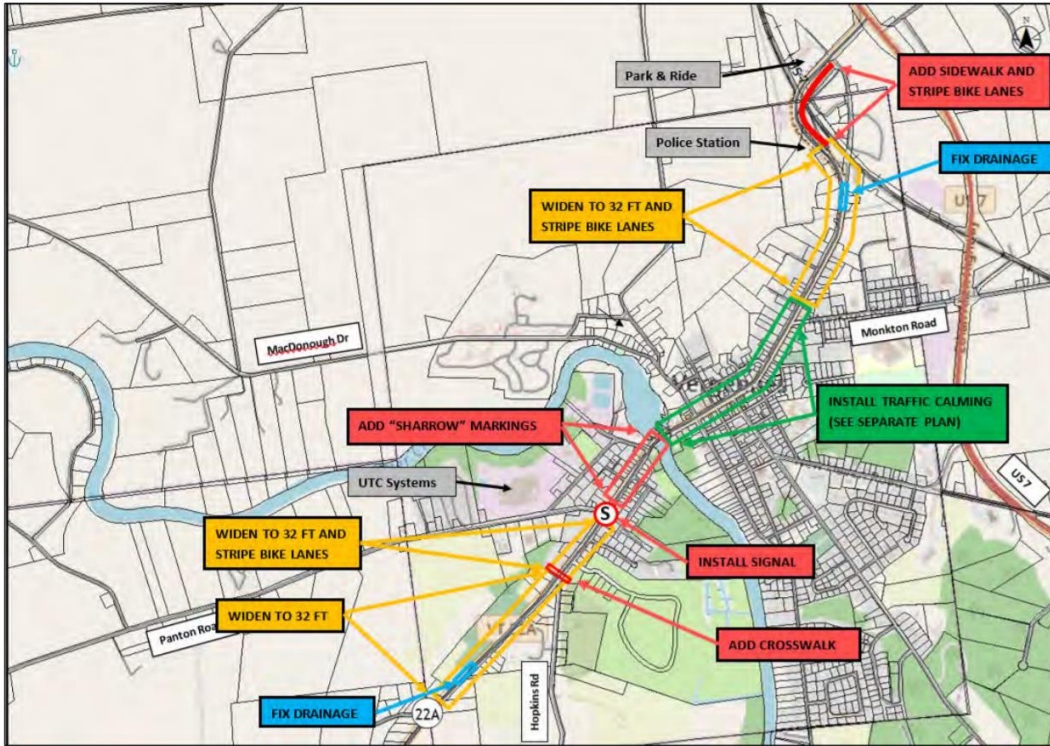 N
Park & Ride
ADD SIDEWALK AND
STRIPE BIKE LANES
Police Station
FIX DRAINAGE
WIDEN TO 32 FT AND
STRIPE BIKE LANES
US 7
Monkton Road
MacDonough Dr
INSTALL TRAFFIC CALMING
(SEE SEPARATE PLAN)
ADD "SHARROW" MARKINGS
UTC Systems
US 7
S
WIDEN TO 32 FT AND
STRIPE BIKE LANES
INSTALL SIGNAL
WIDEN TO 32 FT
Panton Roa
ADD CROSSWALK
Hopkins Rd
FIX DRAINAGE
22A